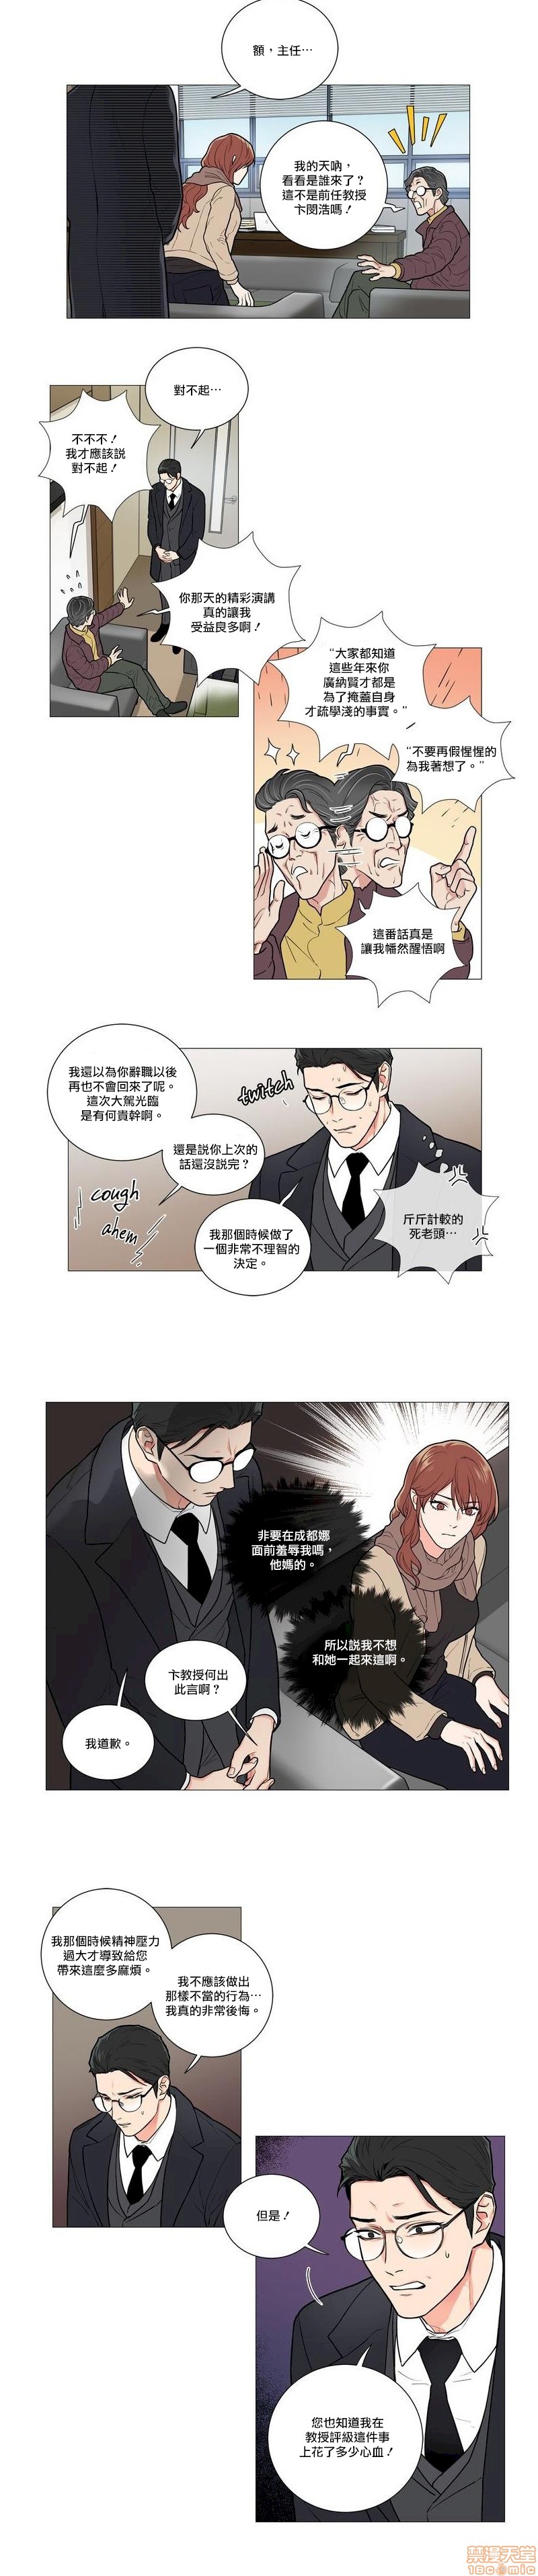 額，主任…
我的天吶，
看看是誰來了？
這不是前任教授
卞閔浩嗎！
對不起…
不不不！
我才應該説
對不起！
你那天的精彩演講
真的讓我
受益良多啊！
“大家都知道
這些年來你
廣納賢才都是
為了掩蓋自身
才疏學淺的事實。”
“不要再假惺惺的
為我著想了。”
這番話真是
讓我幡然醒悟啊
我還以為你辭職以後
再也不會回來了呢。
這次大駕光臨
是有何貴幹啊。
twitch
還是説你上次的
話還沒説完？
cough
ahem
我那個時候做了
一個非常不理智的
決定。
斤斤計較的
死老頭…
非要在成都娜
面前羞辱我嗎，
他媽的。
所以説我不想
和她一起來這啊。
卞教授何出
此言啊？
我道歉。
我那個時候精神壓力
過大才導致給您
帶來這麼多麻煩。
我不應該做出
那樣不當的行為…
我真的非常後悔。
但是！
您也知道我在
教授評級這件事
上花了多少心血！
禁漫天堂
18comic